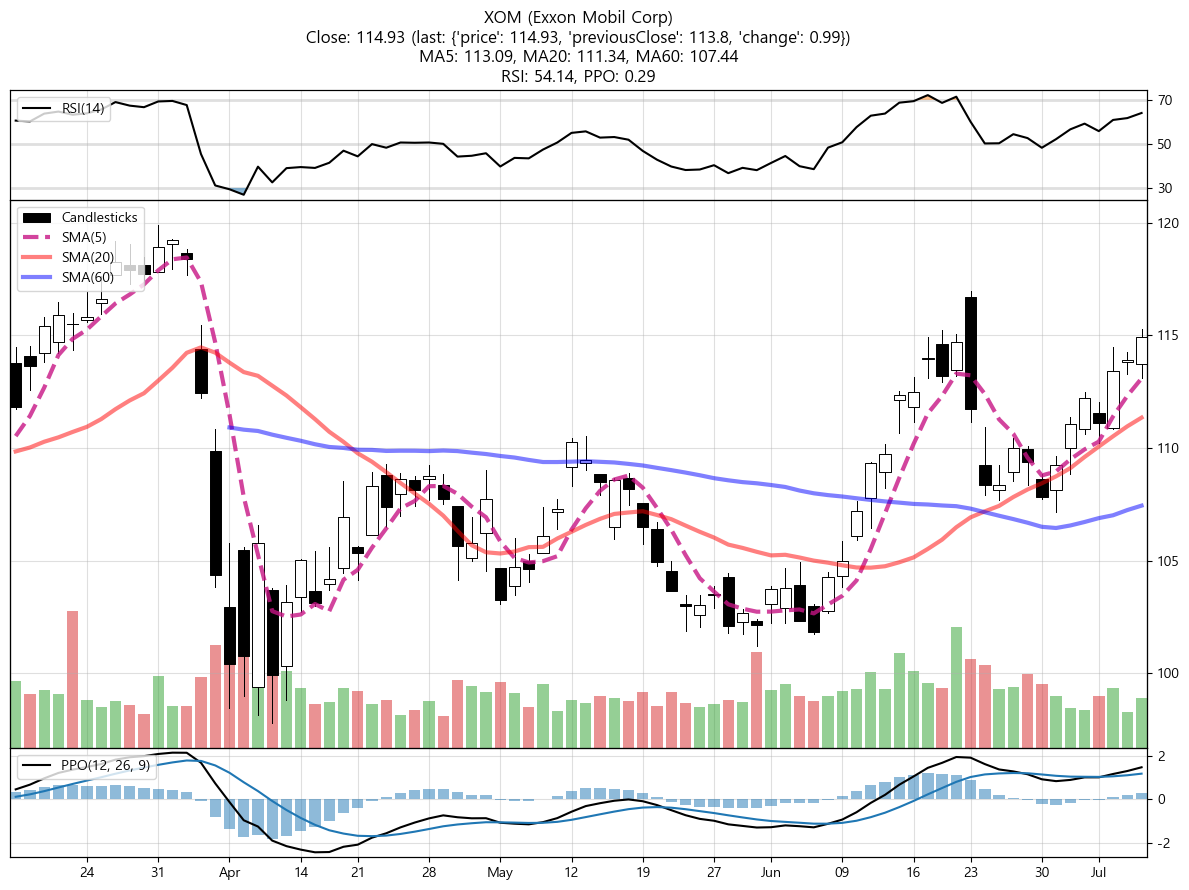 XOM (Exxon Mobil Corp)
Close: 114.93 (last: {'price': 114.93, 'previousClose': 113.8, 'change': 0.99})
MA5: 113.09, MA20: 111.34, MA60: 107.44
RSI: 54.14, PPO: 0.29
RSI(14)
70
50
30
Candlesticks
SMA(5)
SMA(20)
SMA(60)
120
115
110
105
100
PPO(12, 26, 9)
2
0
-2
24 31 Apr 14 21 28 May 12 19 27 Jun 09 16 23 30 Jul